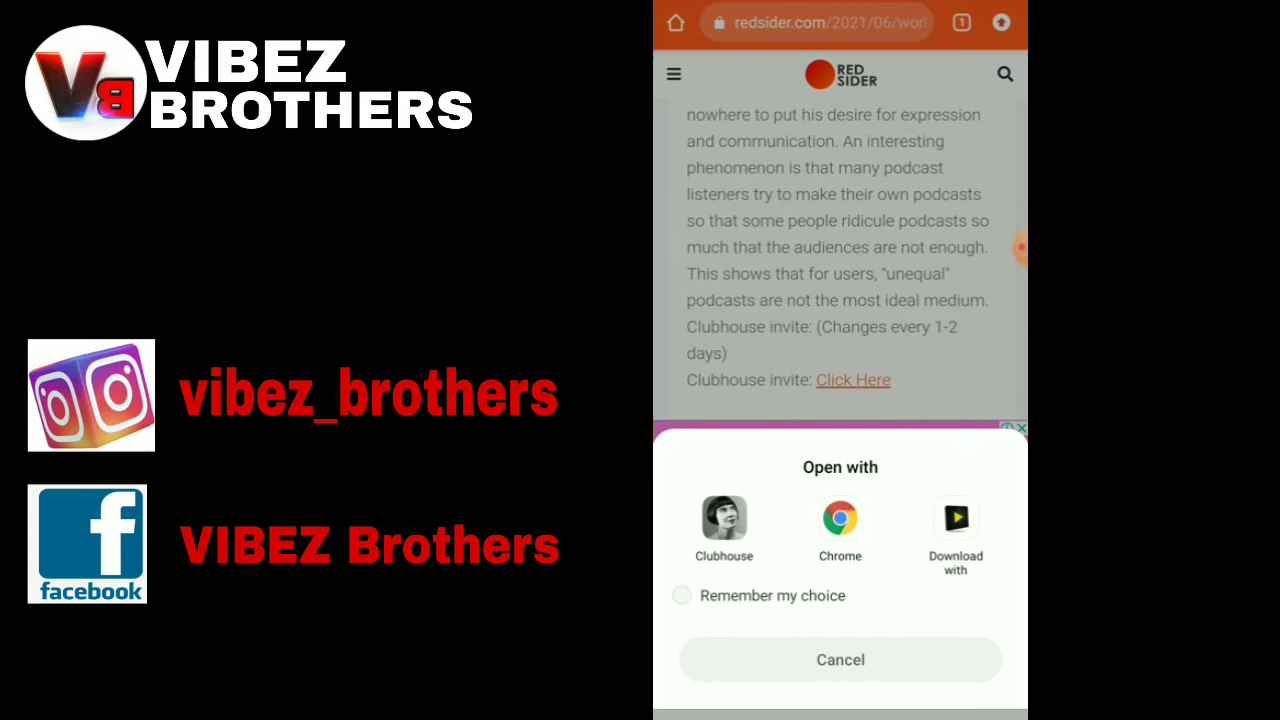 VIBEZ
BROTHERS
VB
vibez_brothers
facebook
VIBEZ Brothers
redsider.com/2021/06/worl
1
RED
SIDER
nowhere to put his desire for expression
and communication. An interesting
phenomenon is that many podcast
listeners try to make their own podcasts
so that some people ridicule podcasts so
much that the audiences are not enough.
This shows that for users, "unequal"
podcasts are not the most ideal medium.
Clubhouse invite: (Changes every 1-2
days)
Clubhouse invite: Click Here
Open with
Clubhouse
Chrome
Download
with
Remember my choice
Cancel